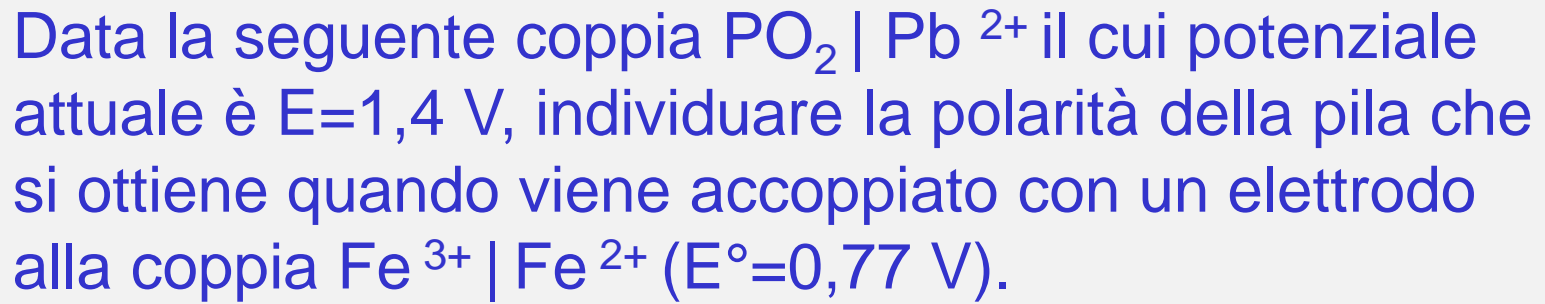 Data la seguente coppia PO₂ | Pb ²⁺ il cui potenziale
attuale è E=1,4 V, individuare la polarità della pila che
si ottiene quando viene accoppiato con un elettrodo
alla coppia Fe ³⁺ | Fe ²⁺ (E°=0,77 V).